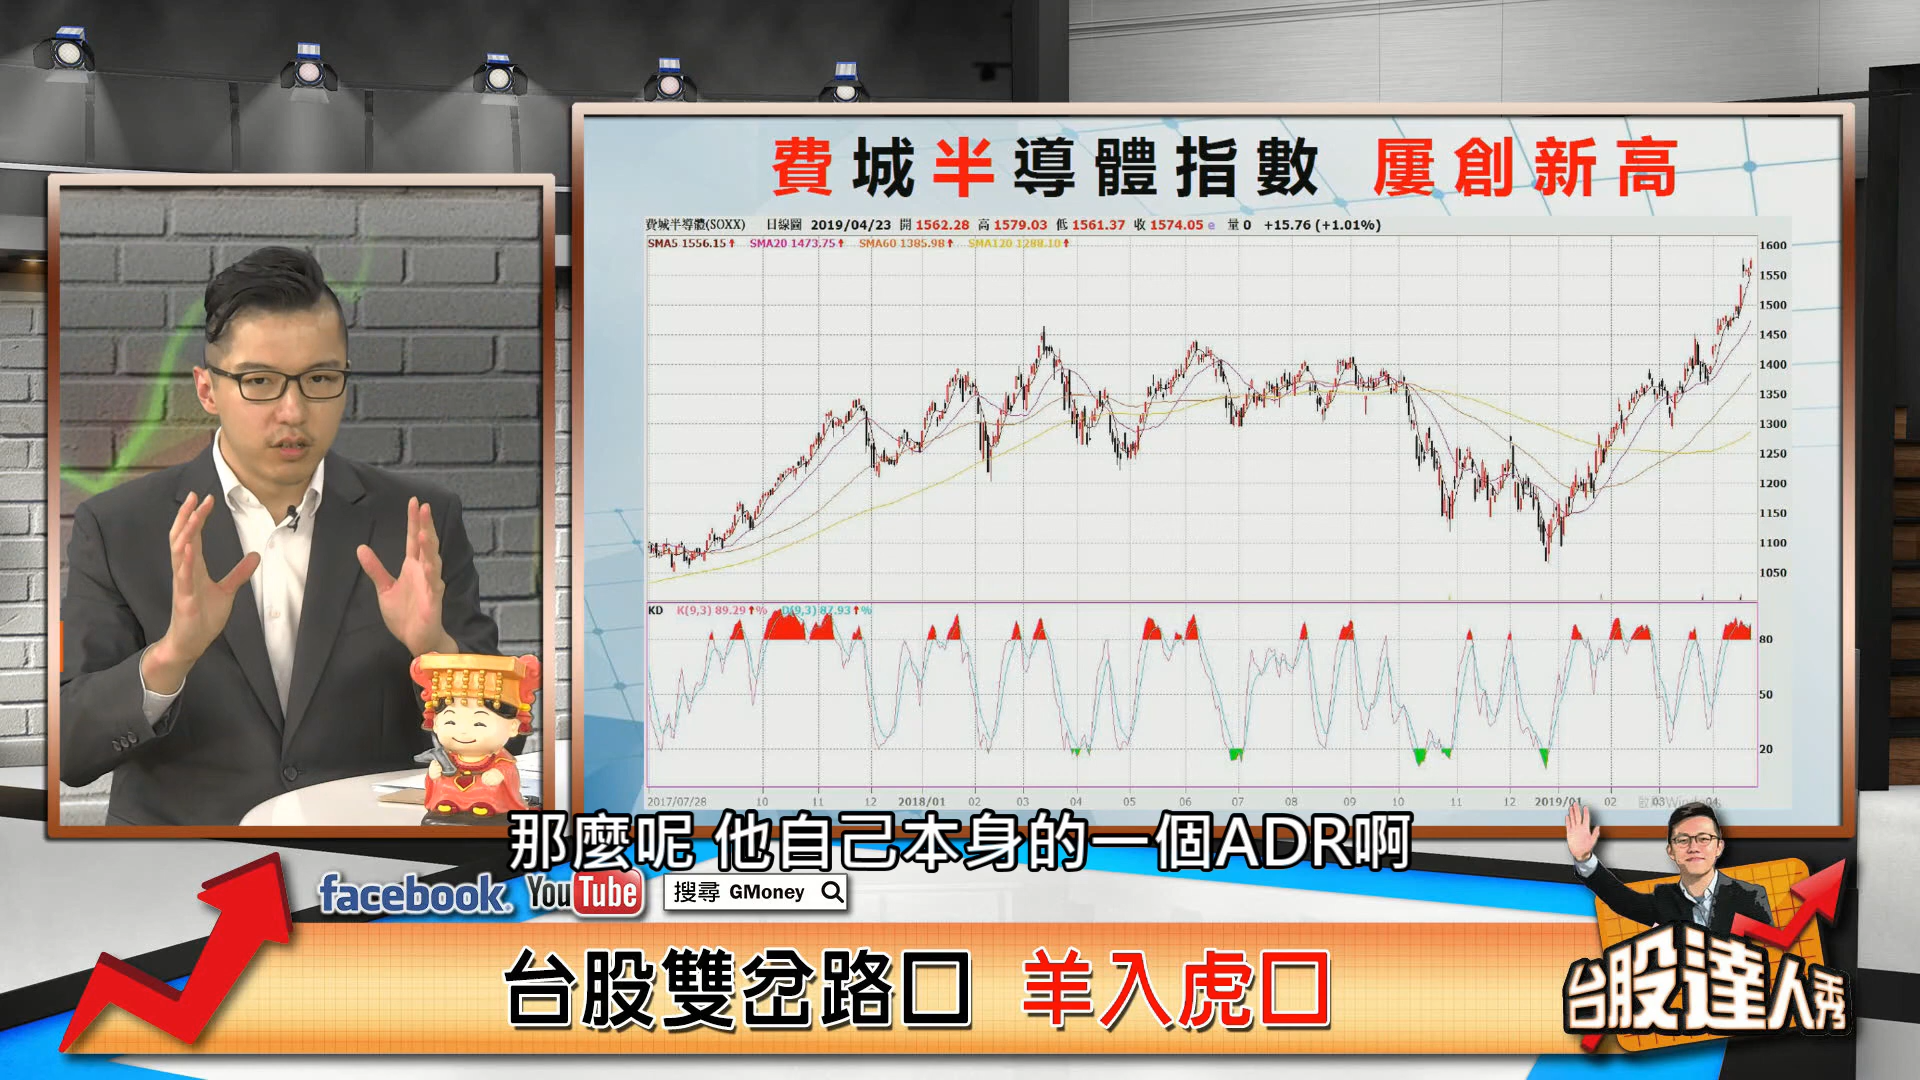 費城半導體指數 屢創新高
費城半導體(SOXX) 日線圖 2019/04/23 開 1562.28 高 1579.03 低 1561.37 收 1574.05 e 量 0 +15.76 (+1.01%)
SMA5 1556.15↑ SMA20 1473.75↑ SMA60 1385.98↑ SMA120 1288.10↑
1600
1550
1500
1450
1400
1350
1300
1250
1200
1150
1100
1050
KD K(9,3) 89.29↑% D(9,3) 87.93↑%
80
50
20
2017/07/28 10 11 12 2018/01 02 03 04 05 06 07 08 09 10 11 12 2019/01 02 03 04
那麼呢 他自己本身的一個ADR啊
facebook. YouTube 搜尋 GMoney
台股雙岔路口 羊入虎口
台股達人秀